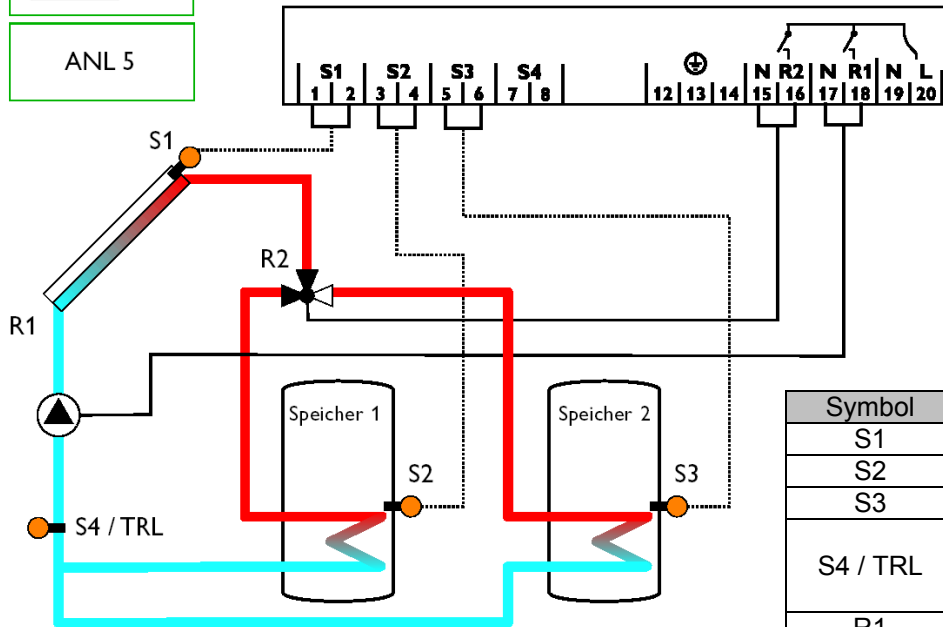 ANL 5
S1 S2 S3 S4 N R2 N R1 N L
1 2 3 4 5 6 7 8 12 13 14 15 16 17 18 19 20
S1
R2
R1
Speicher 1
Speicher 2
S2
S3
S4 / TRL
Symbol
S1
S2
S3
S4 / TRL
R1